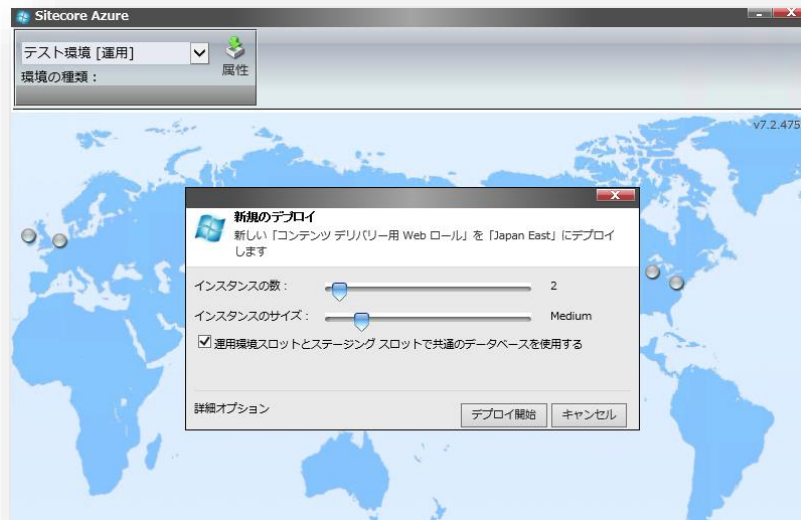 Sitecore Azure
テスト環境 [運用]
環境の種類：
属性
v7.2.475
新規のデプロイ
新しい「コンテンツ デリバリー用 Web ロール」を「Japan East」にデプロイ
します
インスタンスの数： 2
インスタンスのサイズ： Medium
運用環境スロットとステージング スロットで共通のデータベースを使用する
詳細オプション
デプロイ開始 キャンセル